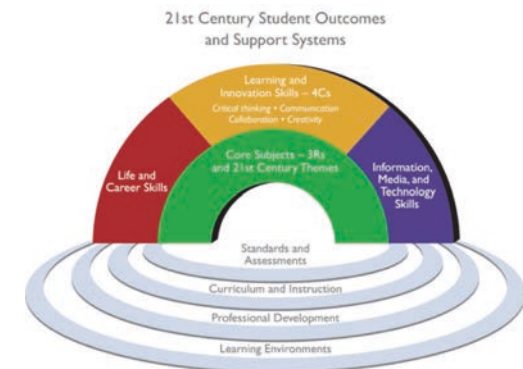 21st Century Student Outcomes
and Support Systems
Learning and
Innovation Skills – 4Cs
Critical thinking • Communication
Collaboration • Creativity
Core Subjects – 3Rs
and 21st Century Themes
Life and
Career Skills
Information,
Media, and
Technology
Skills
Standards and
Assessments
Curriculum and Instruction
Professional Development
Learning Environments